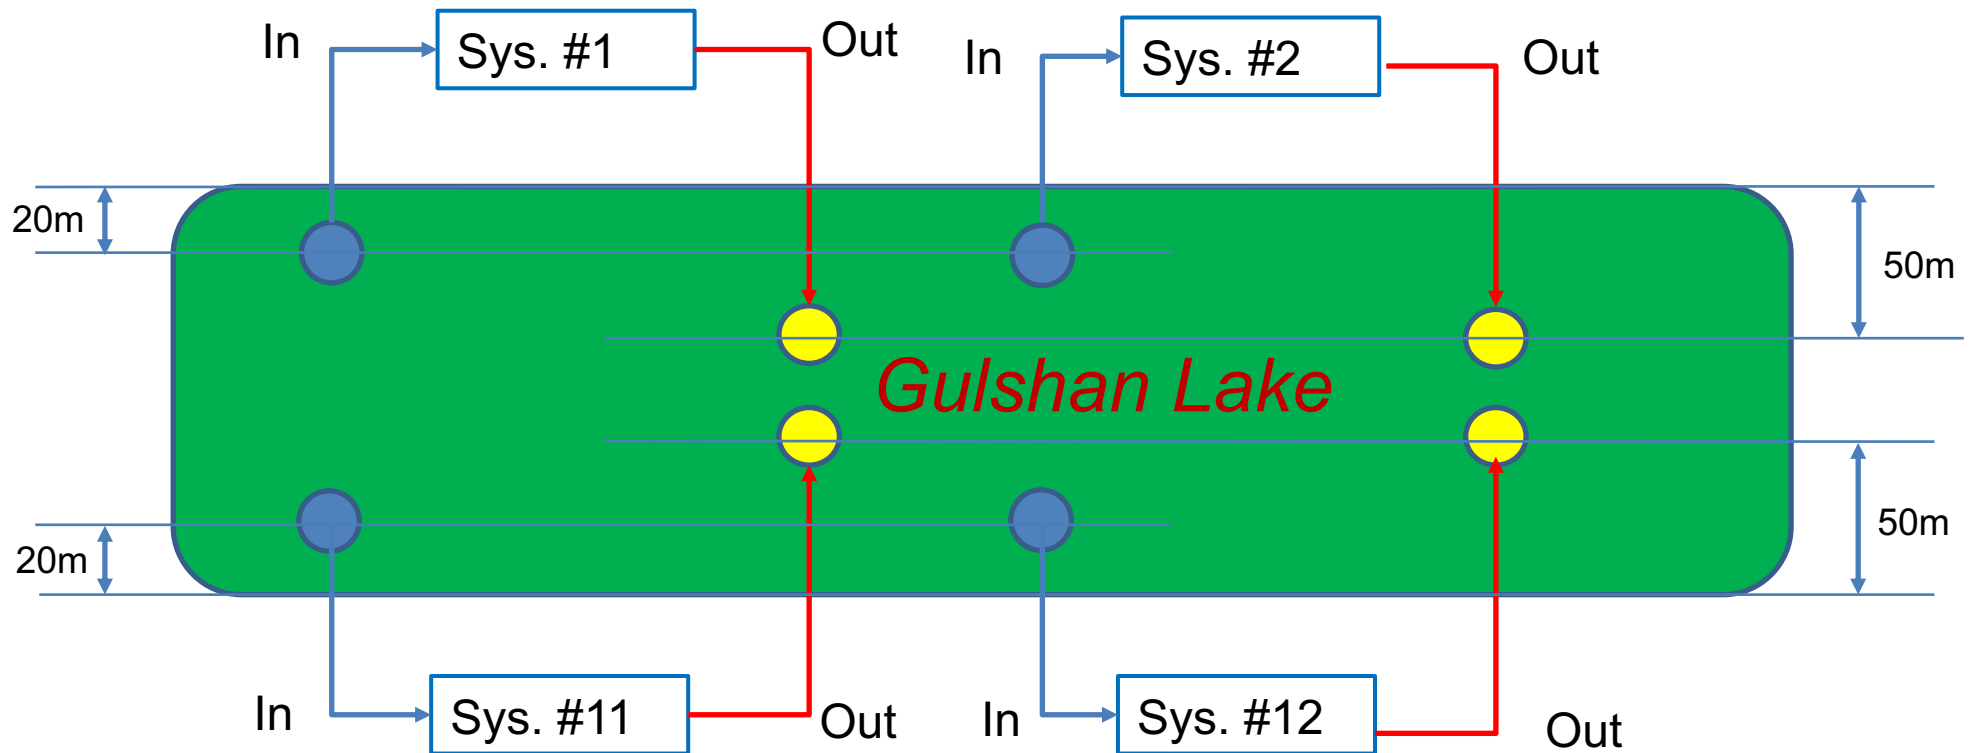 In
Sys. #1
Out
In
Sys. #2
Out
20m
50m
Gulshan Lake
20m
50m
In
Sys. #11
Out
In
Sys. #12
Out